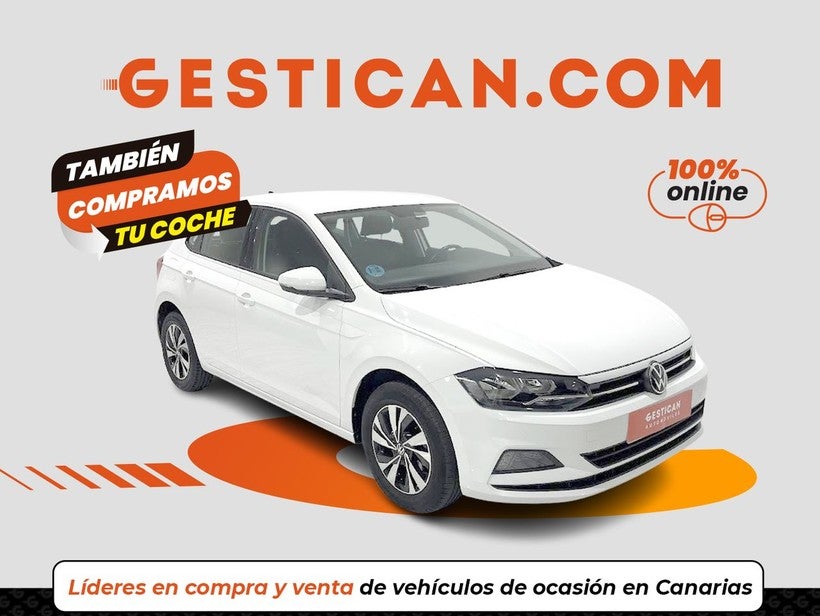 GESTICAN.COM
TAMBIÉN
COMPRAMOS
TU COCHE
100%
online
GESTICAN
AUTOMÓVILES
Líderes en compra y venta de vehículos de ocasión en Canarias